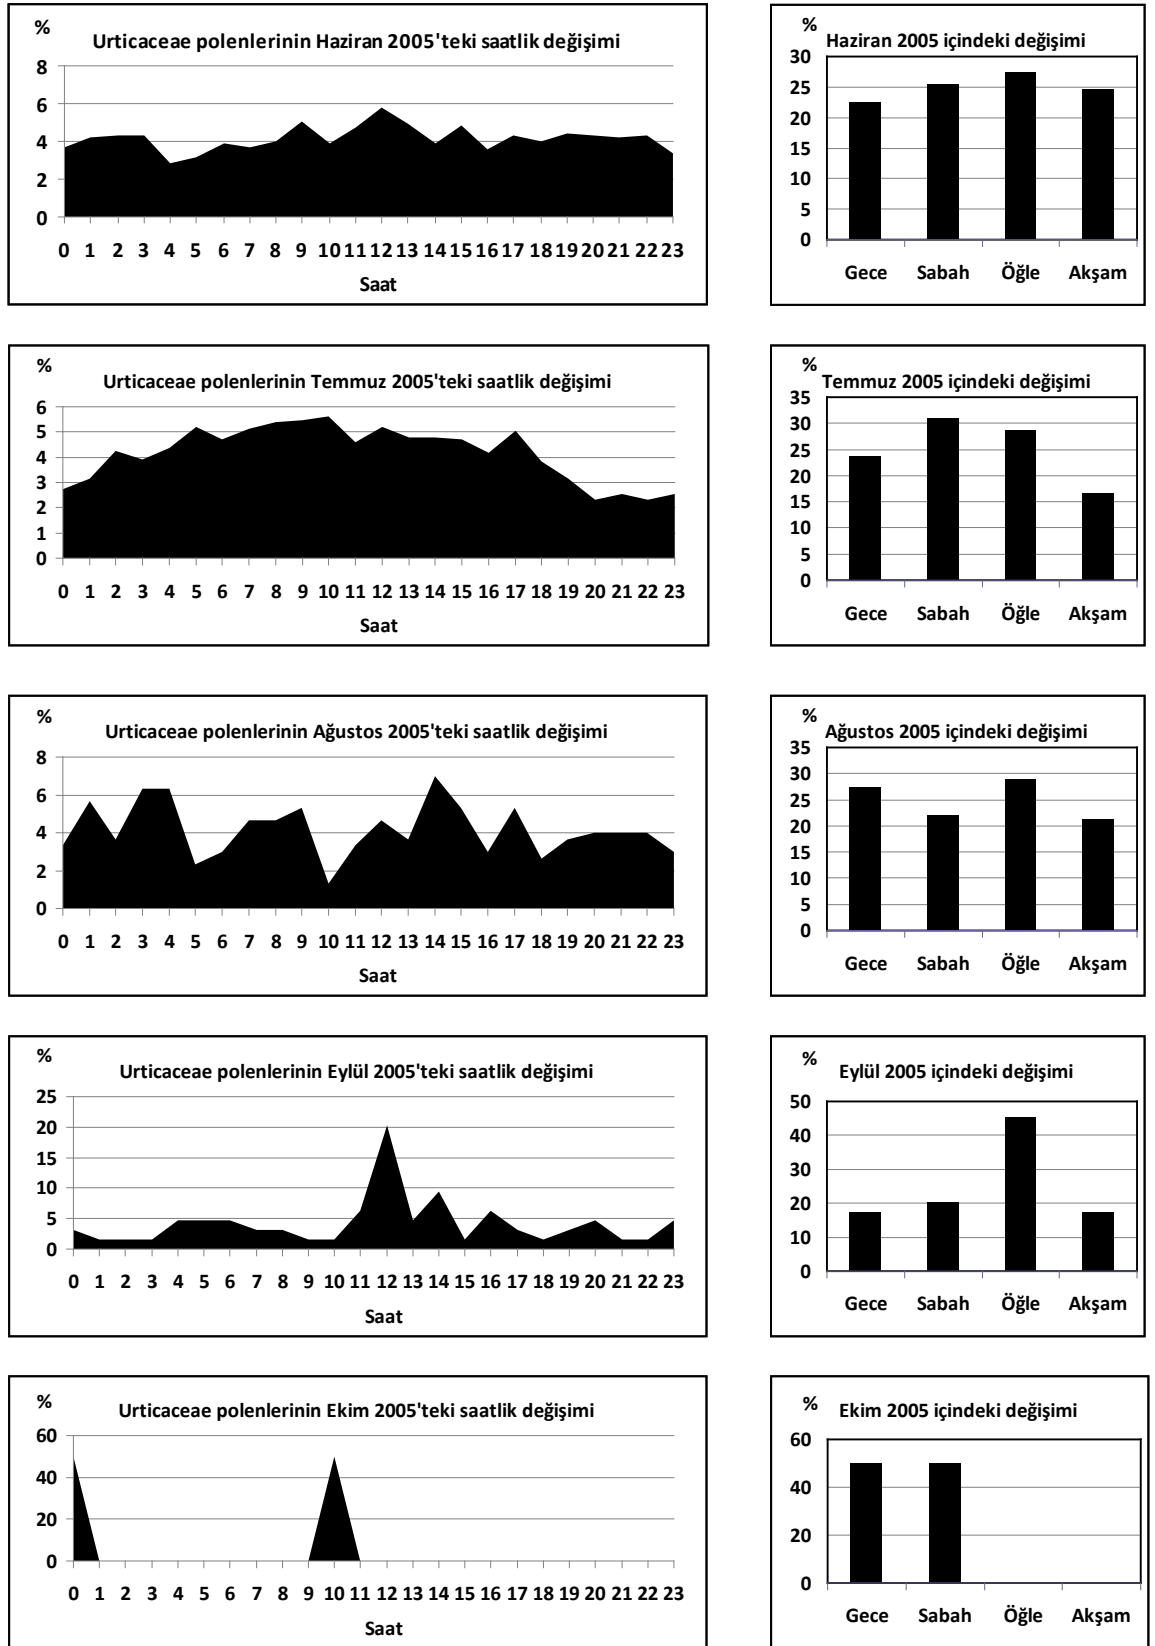 %
Urticaceae polenlerinin Haziran 2005'teki saatlik değişimi
8
6
4
2
0
0 1 2 3 4 5 6 7 8 9 10 11 12 13 14 15 16 17 18 19 20 21 22 23
Saat
%
Haziran 2005 içindeki değişimi
30
25
20
15
10
5
0
Gece Sabah Öğle Akşam
%
Urticaceae polenlerinin Temmuz 2005'teki saatlik değişimi
6
5
4
3
2
1
0
0 1 2 3 4 5 6 7 8 9 10 11 12 13 14 15 16 17 18 19 20 21 22 23
Saat
%
Temmuz 2005 içindeki değişimi
35
30
25
20
15
10
5
0
Gece Sabah Öğle Akşam
%
Urticaceae polenlerinin Ağustos 2005'teki saatlik değişimi
8
6
4
2
0
0 1 2 3 4 5 6 7 8 9 10 11 12 13 14 15 16 17 18 19 20 21 22 23
Saat
%
Ağustos 2005 içindeki değişimi
35
30
25
20
15
10
5
0
Gece Sabah Öğle Akşam
%
Urticaceae polenlerinin Eylül 2005'teki saatlik değişimi
25
20
15
10
5
0
0 1 2 3 4 5 6 7 8 9 10 11 12 13 14 15 16 17 18 19 20 21 22 23
Saat
%
Eylül 2005 içindeki değişimi
50
40
30
20
10
0
Gece Sabah Öğle Akşam
%
Urticaceae polenlerinin Ekim 2005'teki saatlik değişimi
60
40
20
0
0 1 2 3 4 5 6 7 8 9 10 11 12 13 14 15 16 17 18 19 20 21 22 23
Saat
%
Ekim 2005 içindeki değişimi
60
40
20
0
Gece Sabah Öğle Akşam